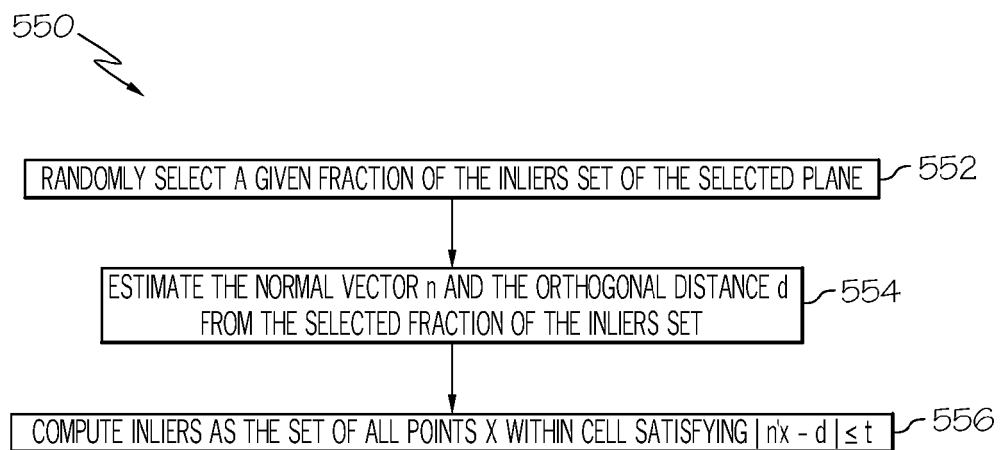 550
RANDOMLY SELECT A GIVEN FRACTION OF THE INLIERS SET OF THE SELECTED PLANE
552
ESTIMATE THE NORMAL VECTOR n AND THE ORTHOGONAL DISTANCE d
FROM THE SELECTED FRACTION OF THE INLIERS SET
554
COMPUTE INLIERS AS THE SET OF ALL POINTS X WITHIN CELL SATISFYING | n'x – d | ≤ t
556